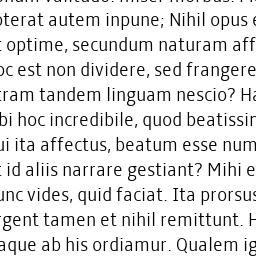 oterat autem inpune; Nihil opus e
t optime, secundum naturam aff
oc est non dividere, sed frangere
tram tandem linguam nescio? Ha
bi hoc incredibile, quod beatissim
ui ita affectus, beatum esse num
t id aliis narrare gestiant? Mihi e
unc vides, quid faciat. Ita prorsus
rgent tamen et nihil remittunt. H
aque ab his ordiamur. Qualem ig